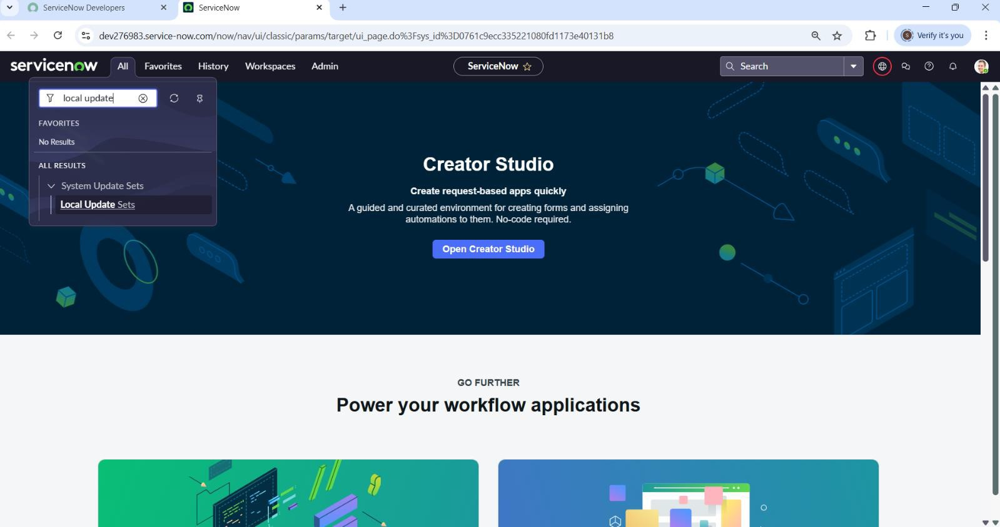 ServiceNow Developers
ServiceNow
dev276983.service-now.com/now/nav/ui/classic/params/target/ui_page.do%3Fsys_id%3D0761c9ecc335221080fd1173e40131b8
S
Verify it's you
servicenow
All
Favorites
History
Workspaces
Admin
ServiceNow
Search
local update
FAVORITES
No Results
ALL RESULTS
System Update Sets
Local Update Sets
Creator Studio
Create request-based apps quickly
A guided and curated environment for creating forms and assigning
automations to them. No-code required.
Open Creator Studio
GO FURTHER
Power your workflow applications